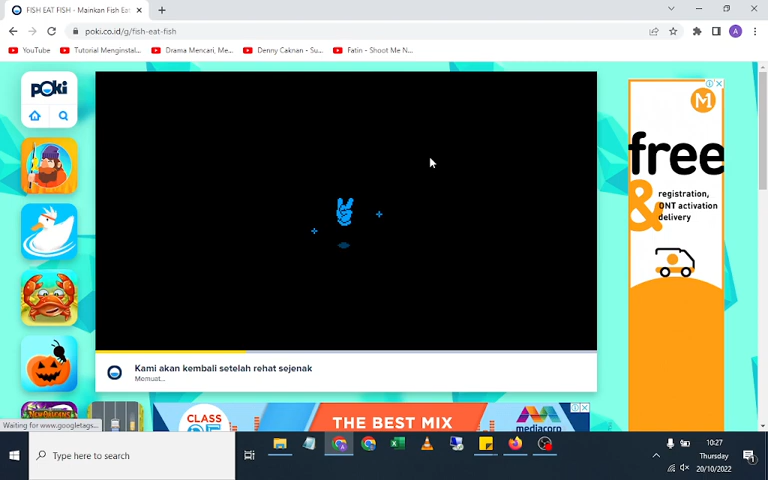 FISH EAT FISH - Mainkan Fish Eat
poki.co.id/g/fish-eat-fish
A
YouTube
Tutorial Menginstal...
Drama Mencari, Me...
Denny Caknan - Su...
Fatin - Shoot Me N...
poki
M
free
&
registration,
ONT activation
delivery
Kami akan kembali setelah rehat sejenak
Memuat...
CLASS
95
THE BEST MIX
mediacorp
Waiting for www.googletags...
Type here to search
10:27
Thursday
20/10/2022
1